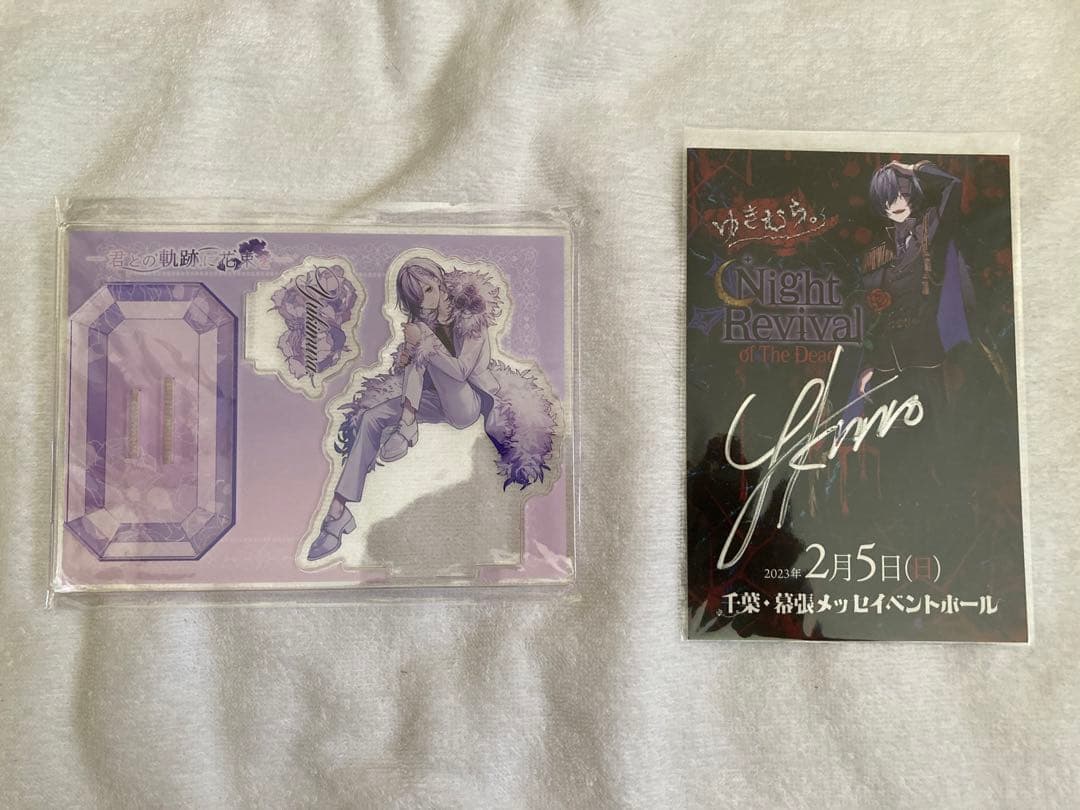 君との軌跡に花束
Yukimura
ゆきむら。
Night
Revival
of The Dead
2023年 2月5日(日)
千葉・幕張メッセイベントホール